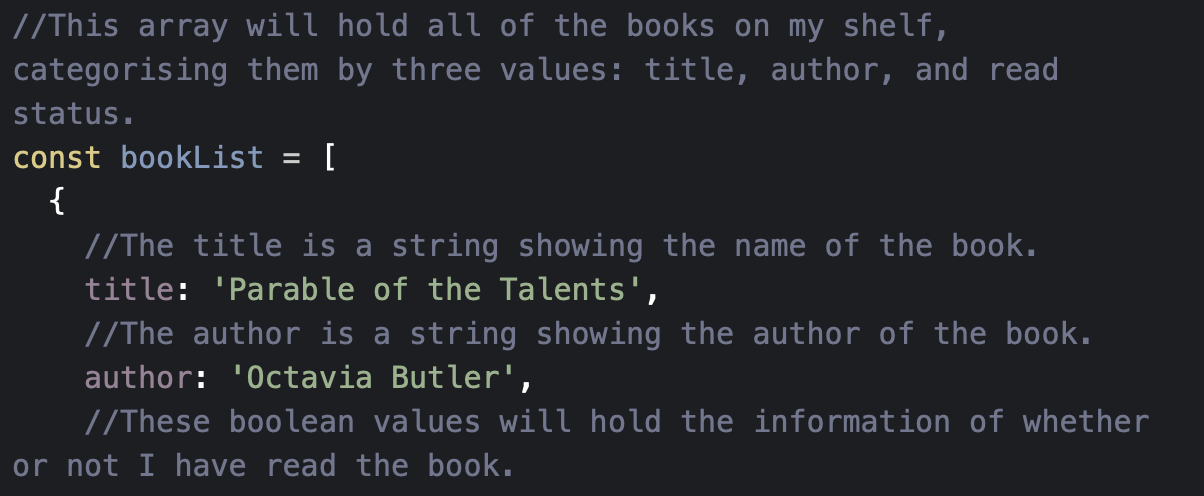 //This array will hold all of the books on my shelf,
categorising them by three values: title, author, and read
status.
const bookList = [
  {
    //The title is a string showing the name of the book.
    title: 'Parable of the Talents',
    //The author is a string showing the author of the book.
    author: 'Octavia Butler',
    //These boolean values will hold the information of whether
or not I have read the book.